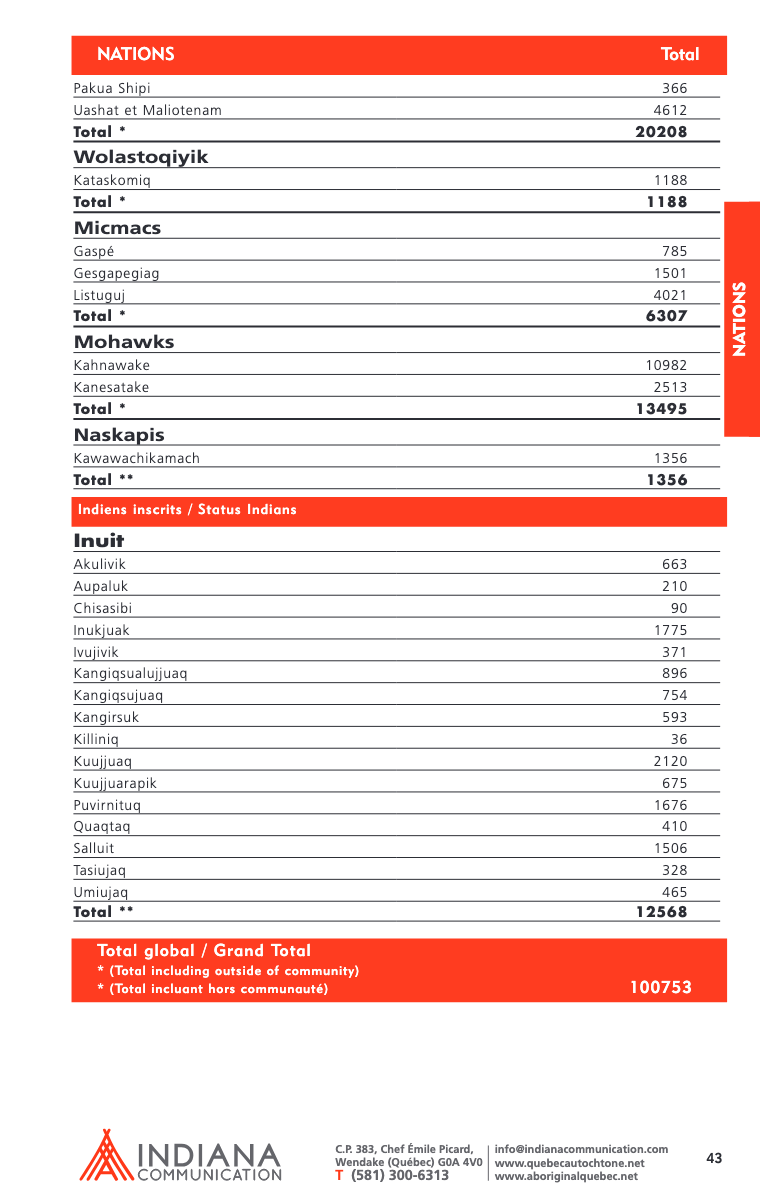 NATIONS Total
Pakua Shipi 366
Uashat et Maliotenam 4612
Total * 20208
Wolastoqiyik
Kataskomiq 1188
Total * 1188
Micmacs
Gaspé 785
Gesgapegiag 1501
Listuguj 4021
Total * 6307
Mohawks
Kahnawake 10982
Kanesatake 2513
Total * 13495
Naskapis
Kawawachikamach 1356
Total ** 1356
Indiens inscrits / Status Indians
Inuit
Akulivik 663
Aupaluk 210
Chisasibi 90
Inukjuak 1775
Ivujivik 371
Kangiqsualujjuaq 896
Kangiqsujuaq 754
Kangirsuk 593
Killiniq 36
Kuujjuaq 2120
Kuujjuarapik 675
Puvirnituq 1676
Quaqtaq 410
Salluit 1506
Tasiujaq 328
Umiujaq 465
Total ** 12568
Total global / Grand Total
* (Total including outside of community)
* (Total incluant hors communauté) 100753
NATIONS
INDIANA
COMMUNICATION
C.P. 383, Chef Émile Picard,
Wendake (Québec) G0A 4V0
T (581) 300-6313
info@indianacommunication.com
www.quebecautochtone.net
www.aboriginalquebec.net
43